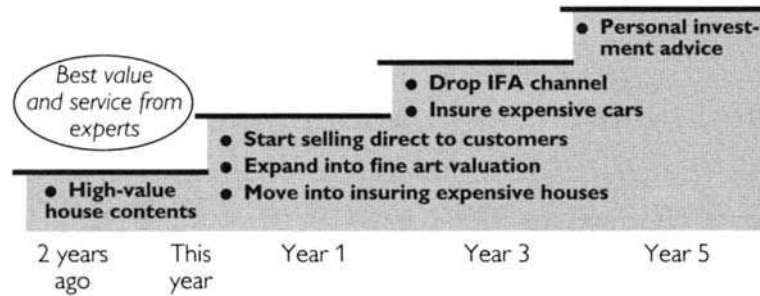 ● Personal invest-
ment advice
● Drop IFA channel
● Insure expensive cars
Best value
and service from
experts
● Start selling direct to customers
● Expand into fine art valuation
● Move into insuring expensive houses
● High-value
house contents
2 years
ago
This
year
Year 1
Year 3
Year 5